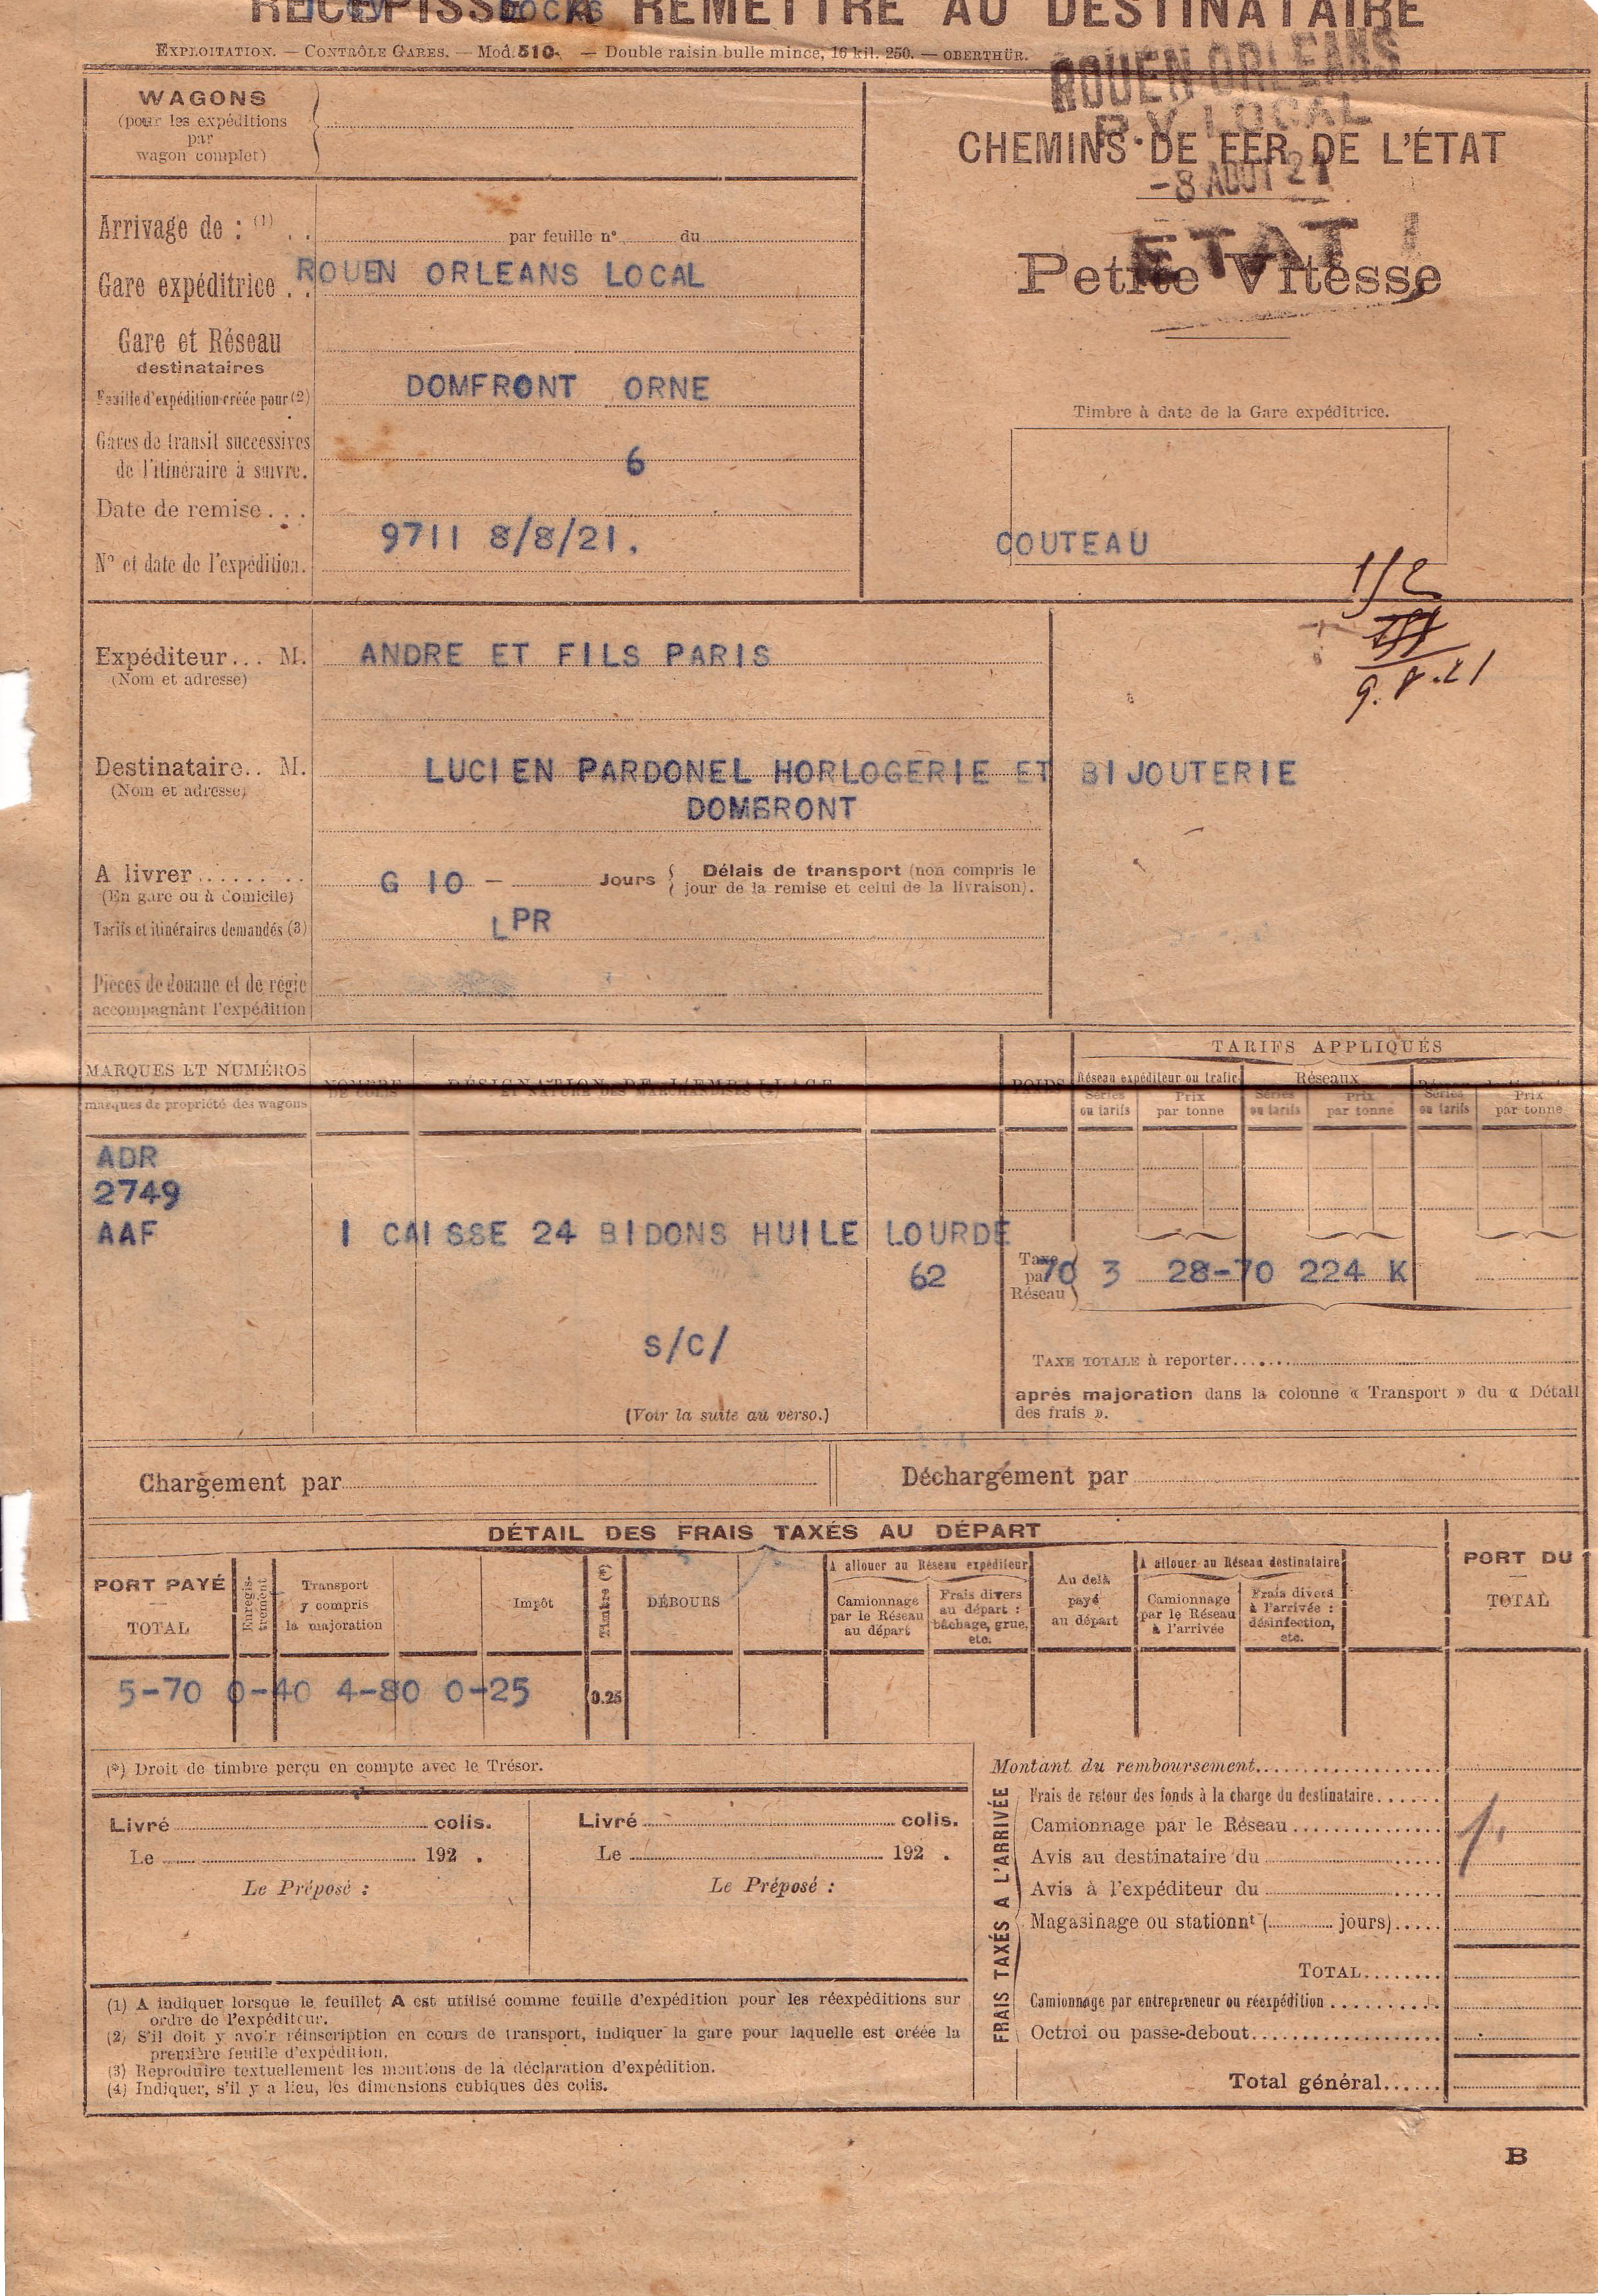 RÉCÉPISSÉ A REMETTRE AU DESTINATAIRE
EXPLOITATION. — CONTRÔLE GARES. — Mod. 510. — Double raisin bulle mince, 16 kil. 250. — OBERTHÜR.
ROUEN ORLEANS
P.V. LOCAL
-8 AOUT 21
ETAT
WAGONS
(pour les expéditions
par
wagon complet)
CHEMINS DE FER DE L'ÉTAT
Petite Vitesse
Arrivage de : (1) . . par feuille n° du
Gare expéditrice . . ROUEN ORLEANS LOCAL
Gare et Réseau
destinataires
Feuille d'expédition créée pour (2) DOMFRONT ORNE
Timbre à date de la Gare expéditrice.
Gares de transit successives
de l'itinéraire à suivre. 6
Date de remise . . .
9711 8/8/21.
N° et date de l'expédition.
COUTEAU
9.8.21
Expéditeur . . . M. ANDRE ET FILS PARIS
(Nom et adresse)
Destinataire . . M. LUCIEN PARDONEL HORLOGERIE ET BIJOUTERIE
(Nom et adresse)
A livrer . . . . . . . . G 10 - Jours { Délais de transport (non compris le
(En gare ou à domicile) jour de la remise et celui de la livraison).
Tarifs et itinéraires demandés (3) LPR
Pièces de douane et de régie
accompagnant l'expédition
MARQUES ET NUMÉROS
marques de propriété des wagons
NOMBRE
DE COLIS
DÉSIGNATION DE L'EMBALLAGE
ET NATURE DES MARCHANDISES (4)
POIDS
TARIFS APPLIQUÉS
Réseau expéditeur ou trafic
Séries
ou tarifs
Prix
par tonne
Réseaux
Séries
ou tarifs
Prix
par tonne
Séries
ou tarifs
Prix
par tonne
ADR
2749
AAF 1 CAISSE 24 BIDONS HUILE LOURDE
62 70 3 28-70 224 K
Taxe
par
Réseau
S/C/
TAXE TOTALE à reporter
après majoration dans la colonne « Transport » du « Détail
des frais ».
(Voir la suite au verso.)
Chargement par
Déchargement par
DÉTAIL DES FRAIS TAXÉS AU DÉPART
PORT PAYÉ
TOTAL
Enregis-
trement
Transport
y compris
la majoration
Impôt
Timbre (*)
DÉBOURS
A allouer au Réseau expéditeur
Camionnage
par le Réseau
au départ
Frais divers
au départ :
bâchage, grue,
etc.
Au delà
payé
au départ
A allouer au Réseau destinataire
Camionnage
par le Réseau
à l'arrivée
Frais divers
à l'arrivée :
désinfection,
etc.
PORT DU
TOTAL
5-70 0-40 4-80 0-25 0.25
(*) Droit de timbre perçu en compte avec le Trésor.
Livré colis.
Le 192 .
Le Préposé :
Livré colis.
Le 192 .
Le Préposé :
FRAIS TAXÉS A L'ARRIVÉE
Montant du remboursement
Frais de retour des fonds à la charge du destinataire
Camionnage par le Réseau
Avis au destinataire du
Avis à l'expéditeur du
Magasinage ou stationnt ( jours)
TOTAL
Camionnage par entrepreneur ou réexpédition
Octroi ou passe-debout
Total général
(1) A indiquer lorsque le feuillet A est utilisé comme feuille d'expédition pour les réexpéditions sur
ordre de l'expéditeur.
(2) S'il doit y avoir réinscription en cours de transport, indiquer la gare pour laquelle est créée la
première feuille d'expédition.
(3) Reproduire textuellement les mentions de la déclaration d'expédition.
(4) Indiquer, s'il y a lieu, les dimensions cubiques des colis.
B